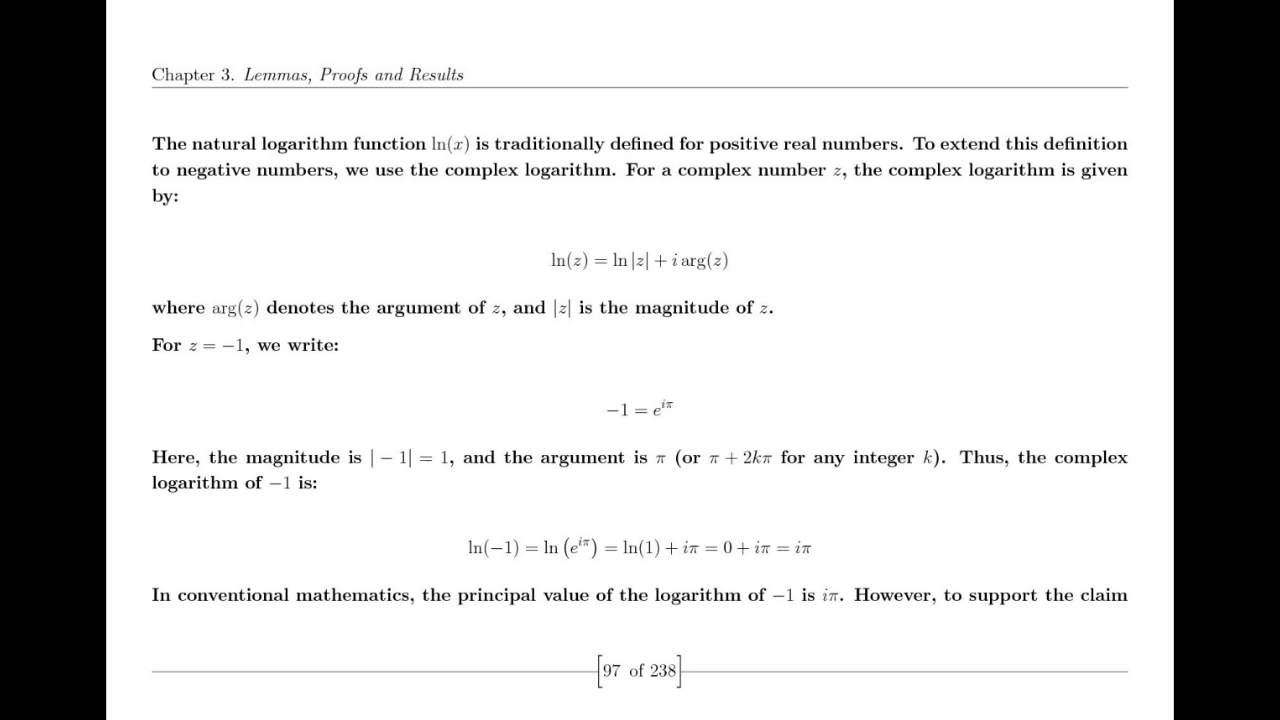 Chapter 3. Lemmas, Proofs and Results
The natural logarithm function ln(x) is traditionally defined for positive real numbers. To extend this definition
to negative numbers, we use the complex logarithm. For a complex number z, the complex logarithm is given
by:
ln(z) = ln |z| + i arg(z)
where arg(z) denotes the argument of z, and |z| is the magnitude of z.
For z = −1, we write:
−1 = e^{iπ}
Here, the magnitude is | − 1| = 1, and the argument is π (or π + 2kπ for any integer k). Thus, the complex
logarithm of −1 is:
ln(−1) = ln (e^{iπ}) = ln(1) + iπ = 0 + iπ = iπ
In conventional mathematics, the principal value of the logarithm of −1 is iπ. However, to support the claim
[97 of 238]